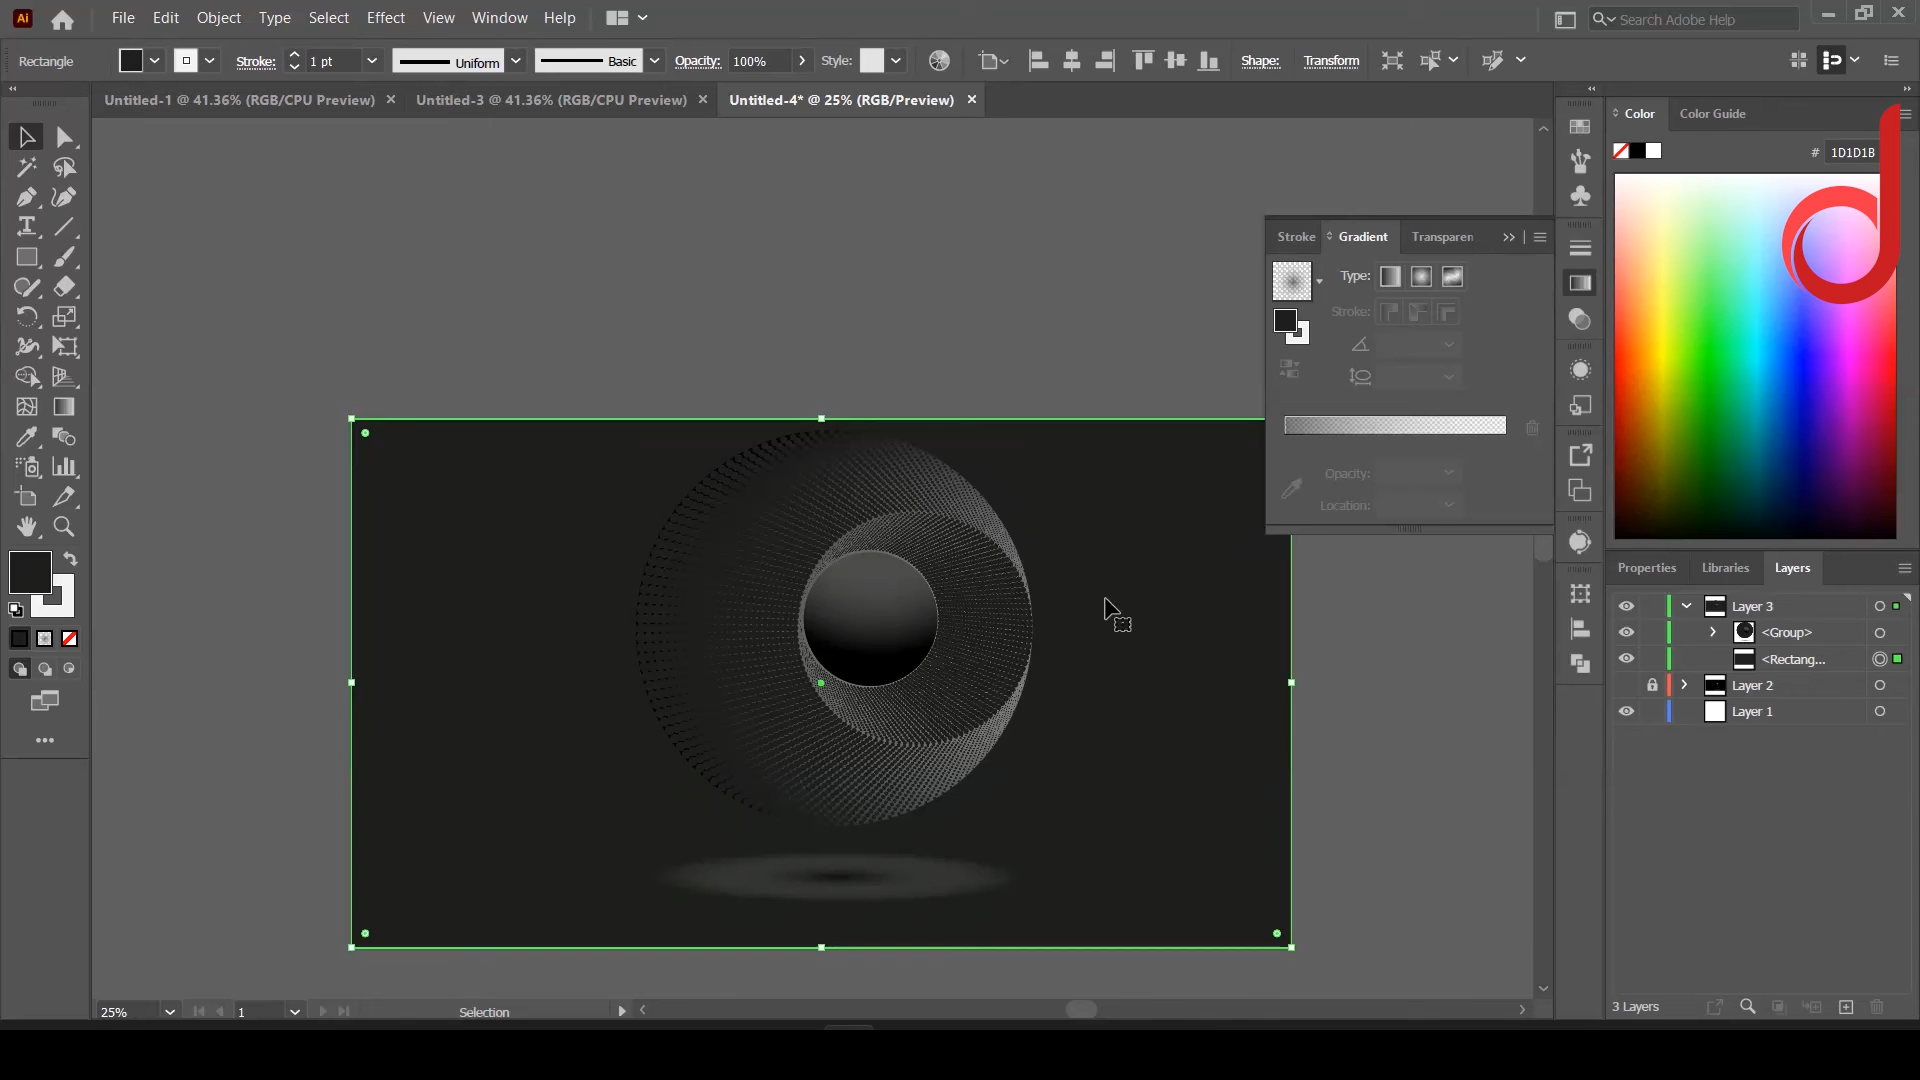 Ai File Edit Object Type Select Effect View Window Help Search Adobe Help
Rectangle Stroke: 1 pt Uniform Basic Opacity: 100% Style: Shape: Transform
Untitled-1 @ 41.36% (RGB/CPU Preview) Untitled-3 @ 41.36% (RGB/CPU Preview) Untitled-4* @ 25% (RGB/Preview)
Color Color Guide
# 1D1D1B
Stroke Gradient Transparen
Type:
Stroke:
Opacity:
Location:
Properties Libraries Layers
Layer 3
<Group>
<Rectang...
Layer 2
Layer 1
3 Layers
25% 1 Selection